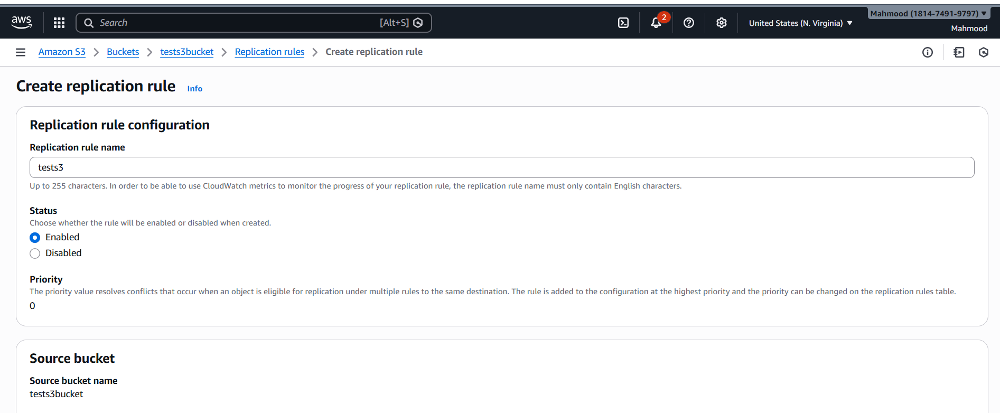 aws
Search
[Alt+S]
2
United States (N. Virginia)
Mahmood (1814-7491-9797)
Mahmood
Amazon S3 > Buckets > tests3bucket > Replication rules > Create replication rule
Create replication rule Info
Replication rule configuration
Replication rule name
tests3
Up to 255 characters. In order to be able to use CloudWatch metrics to monitor the progress of your replication rule, the replication rule name must only contain English characters.
Status
Choose whether the rule will be enabled or disabled when created.
Enabled
Disabled
Priority
The priority value resolves conflicts that occur when an object is eligible for replication under multiple rules to the same destination. The rule is added to the configuration at the highest priority and the priority can be changed on the replication rules table.
0
Source bucket
Source bucket name
tests3bucket